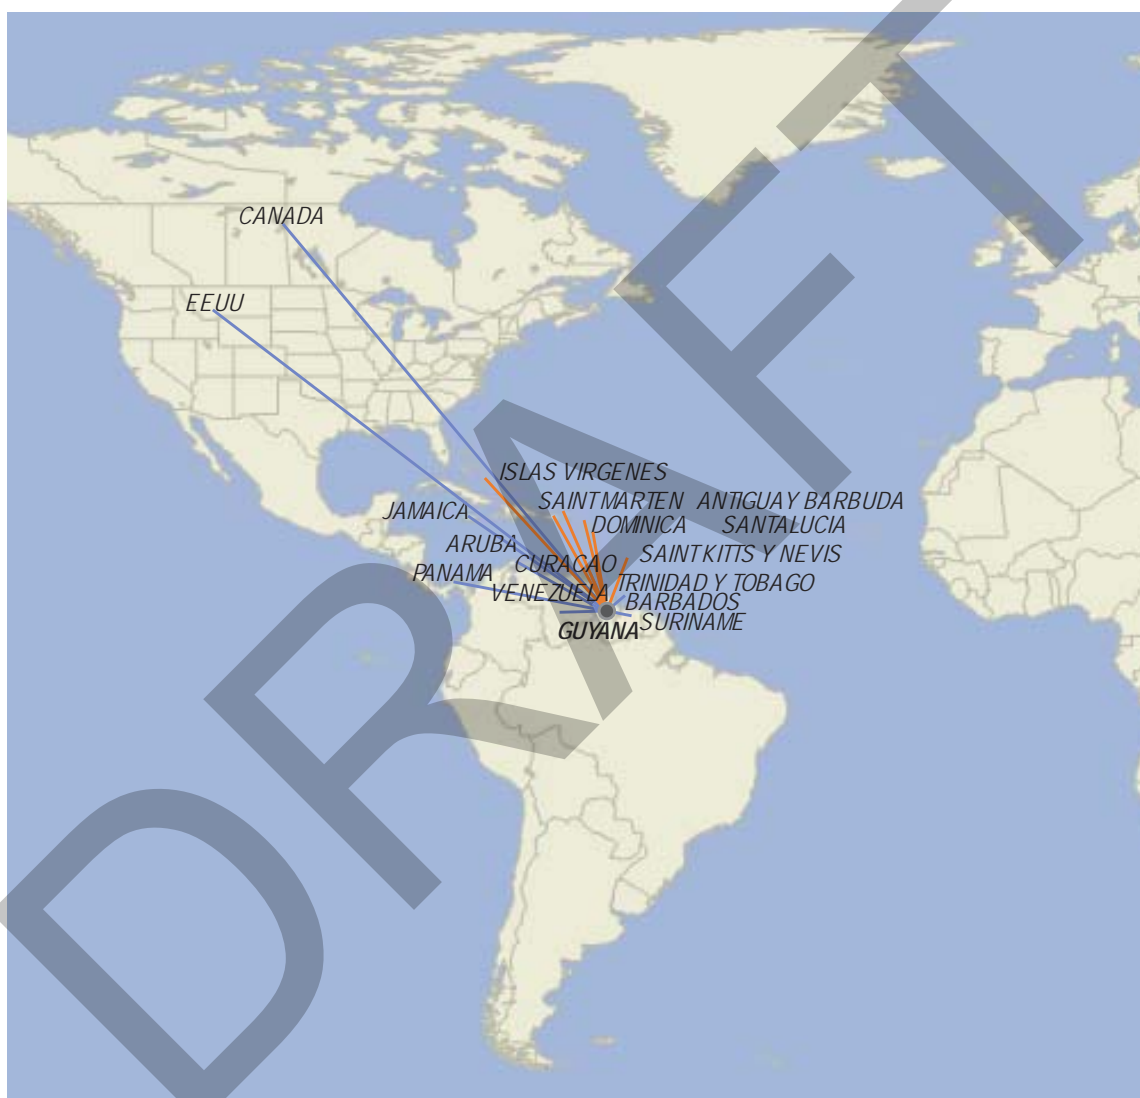 CANADA
EEUU
ISLAS VIRGENES
SAINT MARTEN ANTIGUA Y BARBUDA
JAMAICA
DOMINICA SANTA LUCIA
ARUBA
CURACAO SAINT KITTS Y NEVIS
PANAMA
TRINIDAD Y TOBAGO
VENEZUELA
BARBADOS
SURINAME
GUYANA
DRAFT